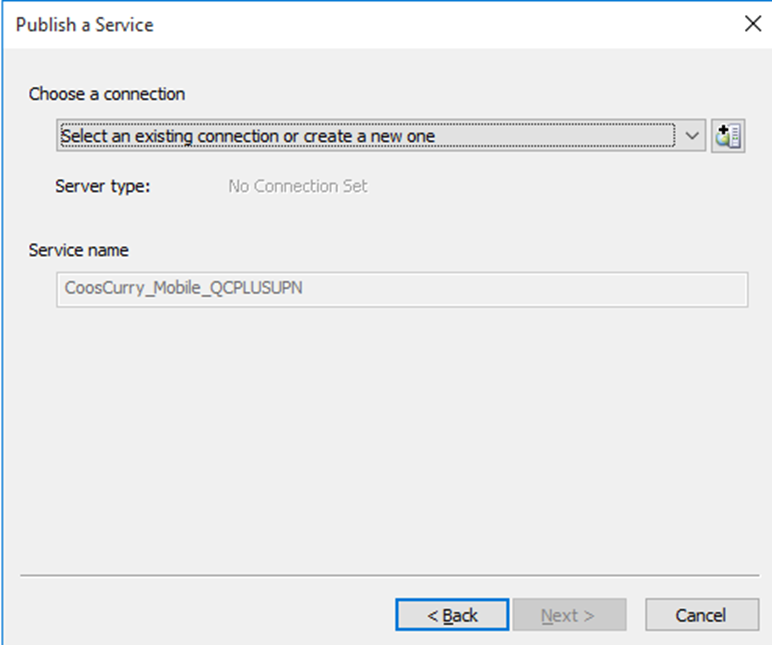 Publish a Service
Choose a connection
Select an existing connection or create a new one
Server type: No Connection Set
Service name
CoosCurry_Mobile_QCPLUSUPN
< Back Next > Cancel